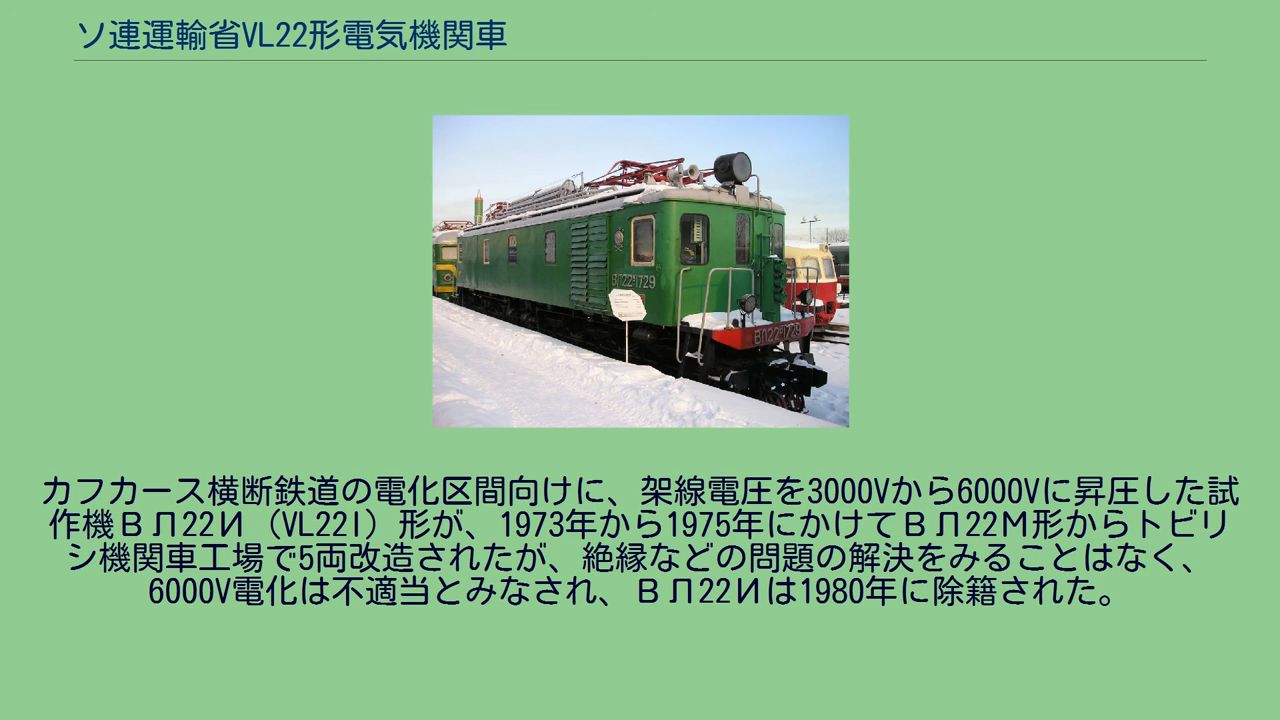 ソ連運輸省VL22形電気機関車
ВЛ22м1729
ВЛ22м1729
カフカース横断鉄道の電化区間向けに、架線電圧を3000Vから6000Vに昇圧した試
作機ВЛ22И（VL22I）形が、1973年から1975年にかけてВЛ22М形からトビリ
シ機関車工場で5両改造されたが、絶縁などの問題の解決をみることはなく、
6000V電化は不適当とみなされ、ВЛ22Иは1980年に除籍された。